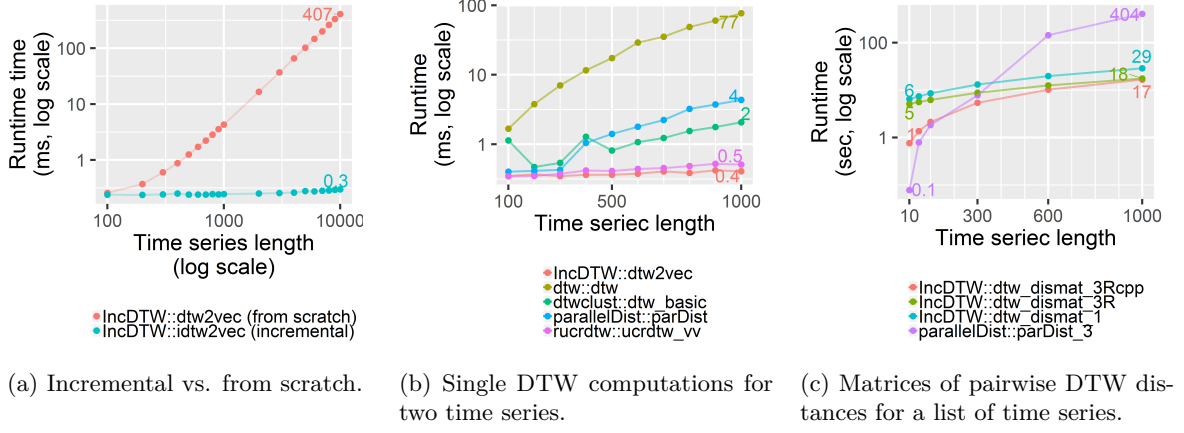 Runtime time
(ms, log scale)
100
1
407
0.3
100
1000
10000
Time series length
(log scale)
IncDTW::dtw2vec (from scratch)
IncDTW::idtw2vec (incremental)
(a) Incremental vs. from scratch.
Runtime
(ms, log scale)
100
10
1
77
4
2
0.5
0.4
100
500
1000
Time seriec length
IncDTW::dtw2vec
dtw::dtw
dtwclust::dtw_basic
parallelDist::parDist
rucrdtw::ucrdtw_vv
(b) Single DTW computations for
two time series.
Runtime
(sec, log scale)
100
1
404
29
18
17
6
5
1
0.1
10
300
600
1000
Time seriec length
IncDTW::dtw_dismat_3Rcpp
IncDTW::dtw_dismat_3R
IncDTW::dtw_dismat_1
parallelDist::parDist_3
(c) Matrices of pairwise DTW dis-
tances for a list of time series.